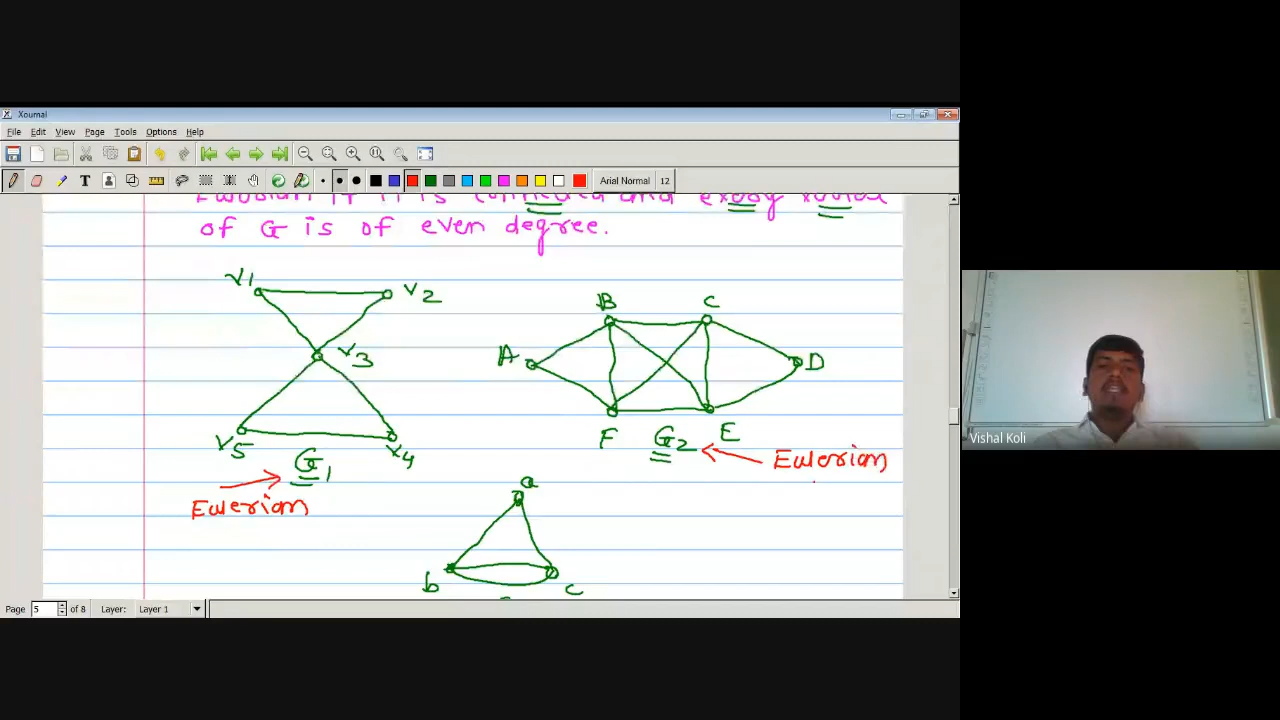 Xournal
File Edit View Page Tools Options Help
Arial Normal 12
of G is of even degree.
V1 V2
V3
V5 V4
G1
Eulerian
B C
A D
F G2 E
Eulerian
a
b c
Page 5 of 8 Layer: Layer 1
Vishal Koli